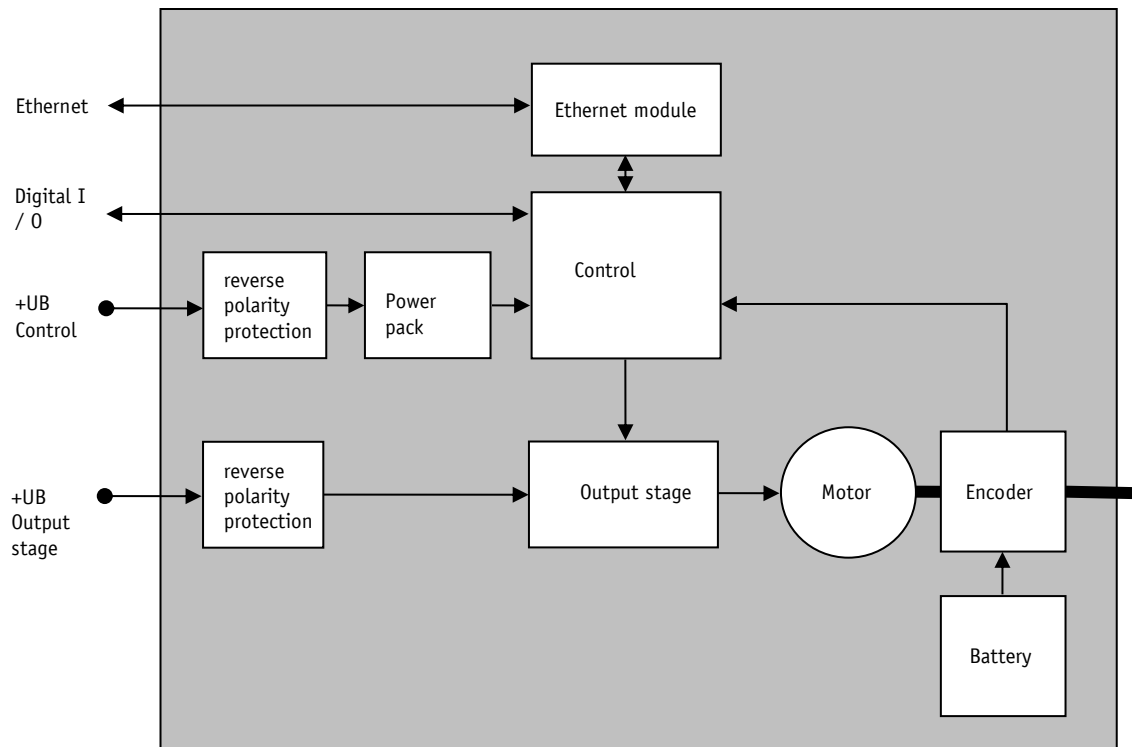 Ethernet
Ethernet module
Digital I
/ O
Control
reverse
polarity
protection
Power
pack
+UB
Control
reverse
polarity
protection
Output stage
Motor
Encoder
+UB
Output
stage
Battery